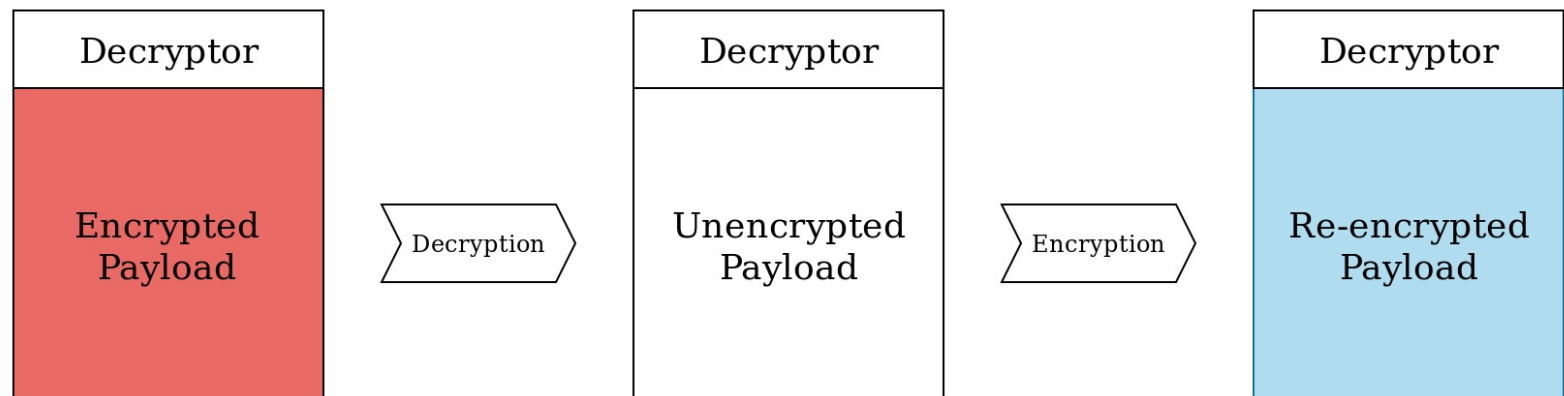 Decryptor
Encrypted
Payload
Decryption
Decryptor
Unencrypted
Payload
Encryption
Decryptor
Re-encrypted
Payload